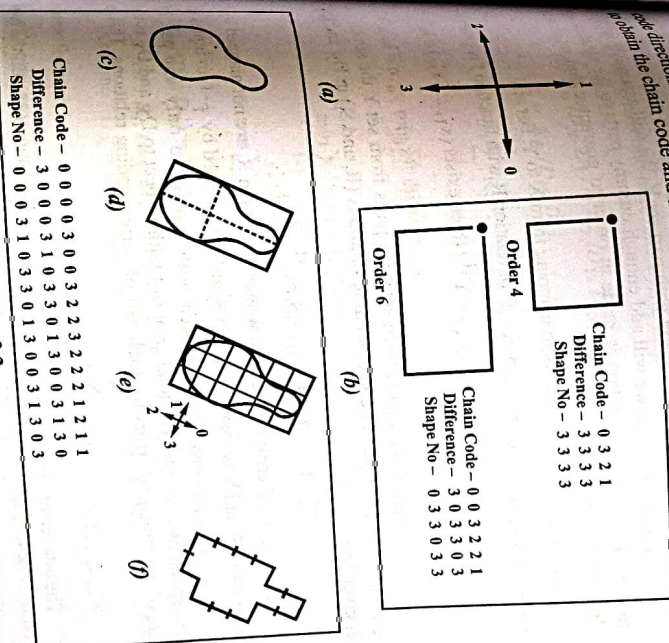 code
to obtain the chain code
1
2
0
3
(a)
Order 4
Chain Code – 0 3 2 1
Difference – 3 3 3 3
Shape No – 3 3 3 3
Order 6
Chain Code – 0 0 3 2 2 1
Difference – 3 0 3 3 0 3
Shape No – 0 3 3 0 3 3
(b)
(c)
(d)
0
1
2
3
(e)
(f)
Chain Code – 0 0 0 0 3 0 0 3 2 2 3 2 2 2 1 2 1 1
Difference – 3 0 0 0 3 1 0 3 3 0 1 3 0 0 3 1 3 0
Shape No – 0 0 0 3 1 0 3 3 0 1 3 0 0 3 1 3 0 3